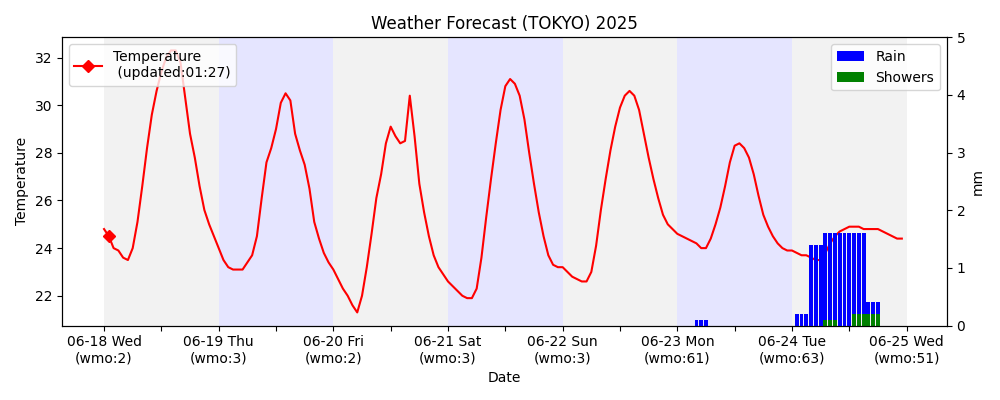 Weather Forecast (TOKYO) 2025
Temperature
(updated:01:27)
Rain
Showers
32
30
28
26
24
22
Temperature
5
4
3
2
1
0
mm
06-18 Wed
(wmo:2)
06-19 Thu
(wmo:3)
06-20 Fri
(wmo:2)
06-21 Sat
(wmo:3)
06-22 Sun
(wmo:3)
06-23 Mon
(wmo:61)
06-24 Tue
(wmo:63)
06-25 Wed
(wmo:51)
Date